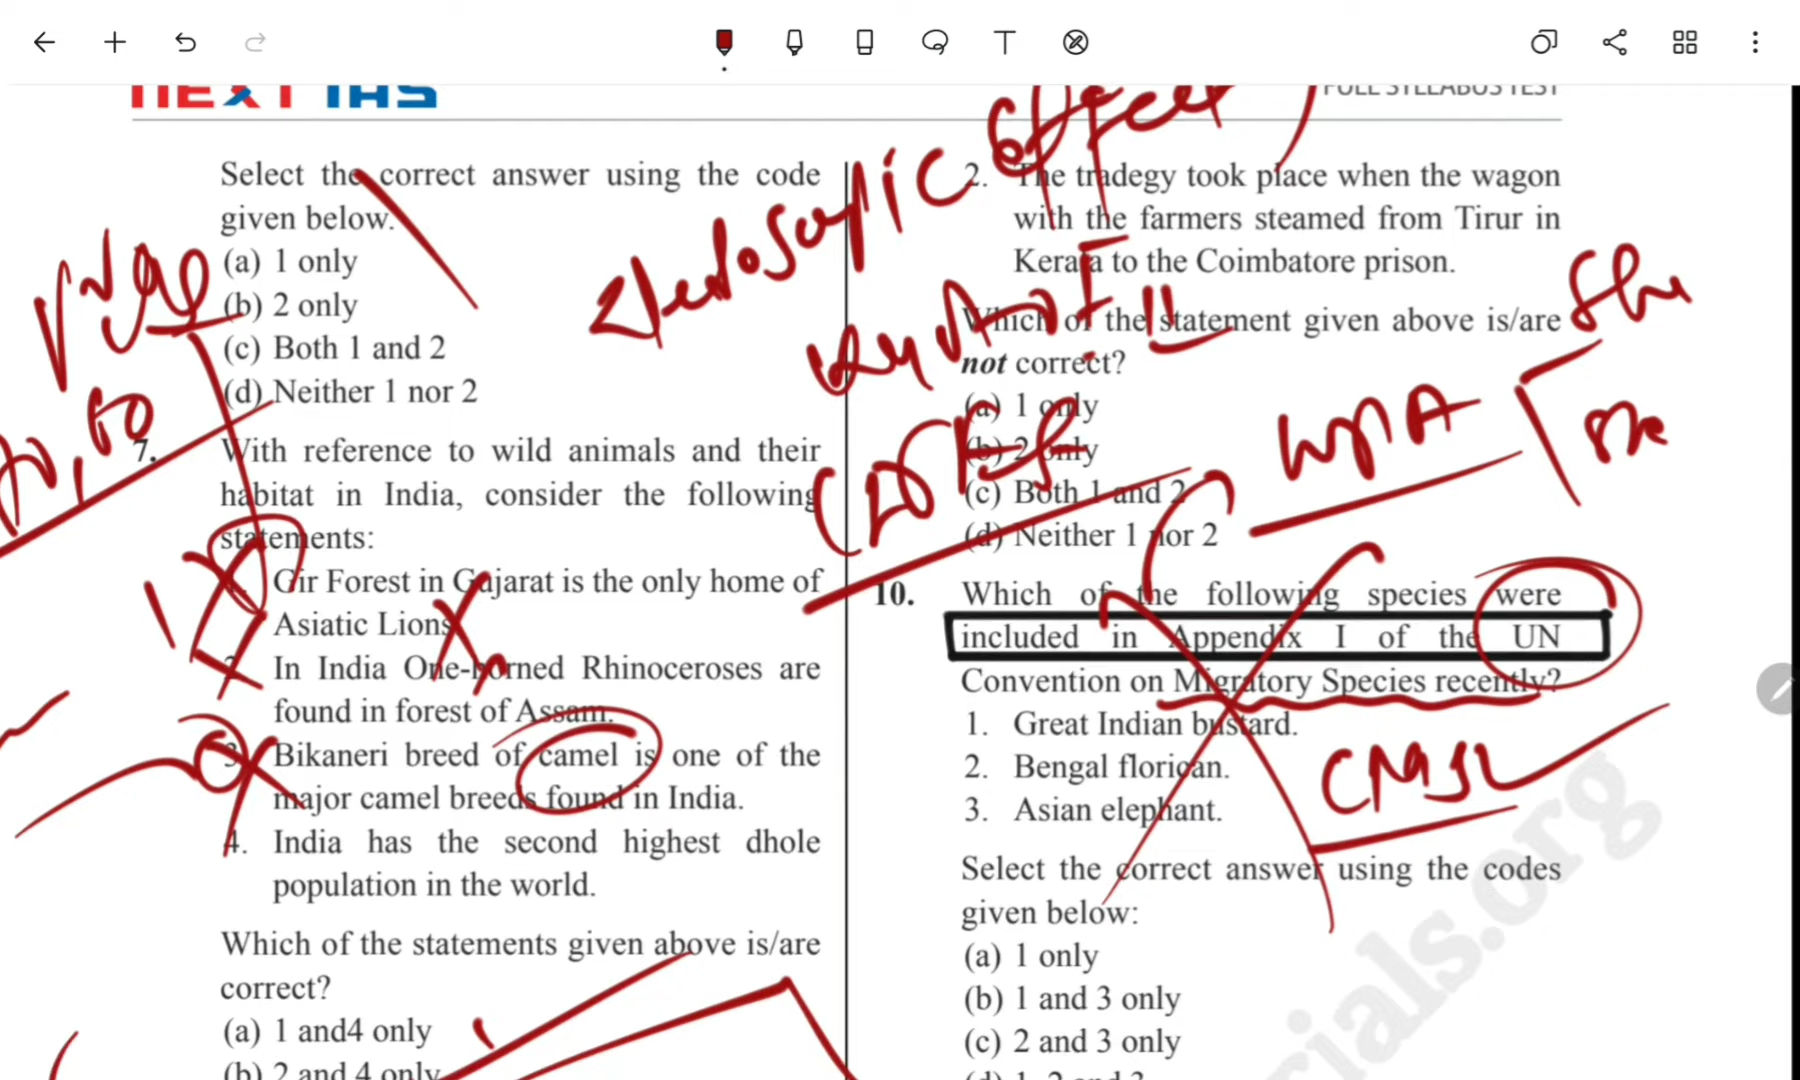 NEXT IAS
FULL SYLLABUS TEST
Select the correct answer using the code
given below.
(a) 1 only
(b) 2 only
(c) Both 1 and 2
(d) Neither 1 nor 2
7. With reference to wild animals and their
habitat in India, consider the following
statements:
Gir Forest in Gujarat is the only home of
Asiatic Lions
2. In India One-horned Rhinoceroses are
found in forest of Assam.
3. Bikaneri breed of camel is one of the
major camel breeds found in India.
4. India has the second highest dhole
population in the world.
Which of the statements given above is/are
correct?
(a) 1 and4 only
(b) 2 and 4 only
2. The tradegy took place when the wagon
with the farmers steamed from Tirur in
Kerala to the Coimbatore prison.
Which of the statement given above is/are
not correct?
(a) 1 only
(b) 2 only
(c) Both 1 and 2
(d) Neither 1 nor 2
10. Which of the following species were
included in Appendix I of the UN
Convention on Migratory Species recently?
1. Great Indian bustard.
2. Bengal florican.
3. Asian elephant.
Select the correct answer using the codes
given below:
(a) 1 only
(b) 1 and 3 only
(c) 2 and 3 only
(d) 1, 2 and 3
effect
WPA
rials.org